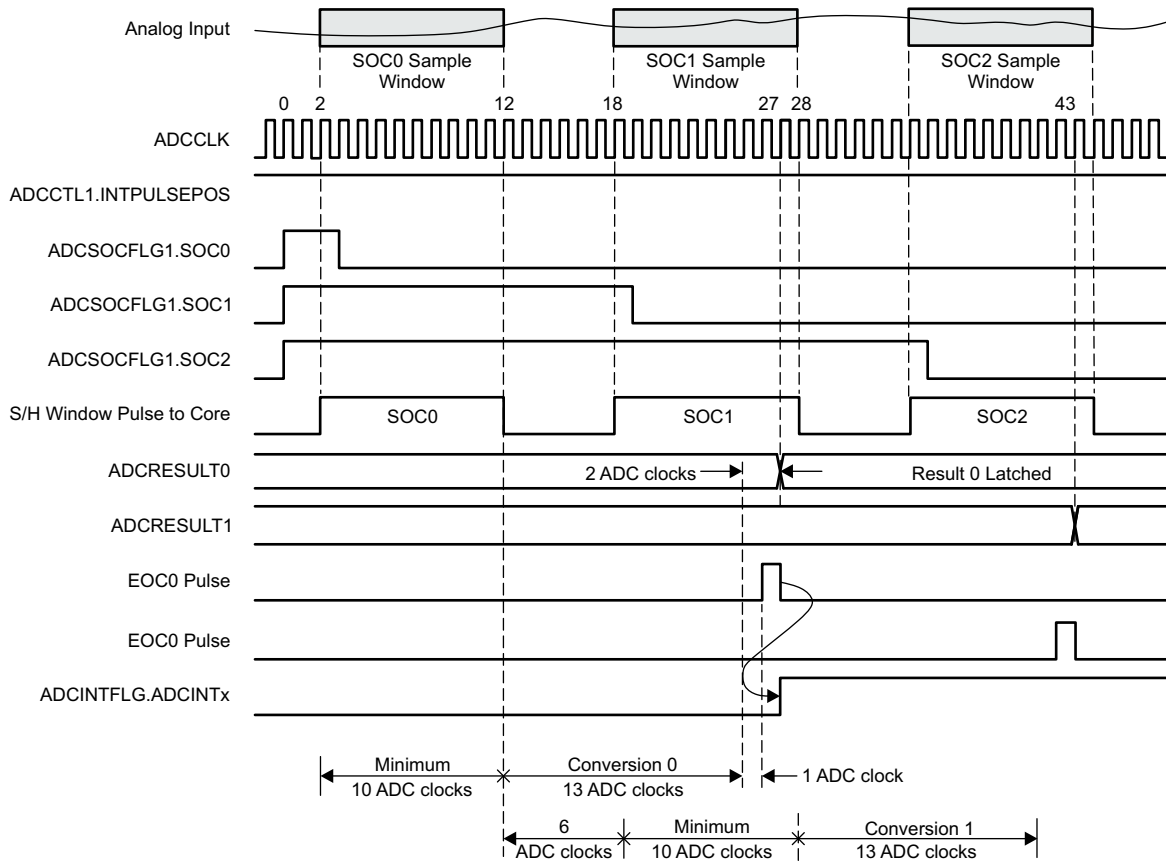 Analog Input
SOC0 Sample
Window
SOC1 Sample
Window
SOC2 Sample
Window
0 2 12 18 27 28 43
ADCCLK
ADCCTL1.INTPULSEPOS
ADCSOCFLG1.SOC0
ADCSOCFLG1.SOC1
ADCSOCFLG1.SOC2
S/H Window Pulse to Core
SOC0
SOC1
SOC2
ADCRESULT0
2 ADC clocks
Result 0 Latched
ADCRESULT1
EOC0 Pulse
EOC0 Pulse
ADCINTFLG.ADCINTx
Minimum
10 ADC clocks
Conversion 0
13 ADC clocks
1 ADC clock
6
ADC clocks
Minimum
10 ADC clocks
Conversion 1
13 ADC clocks